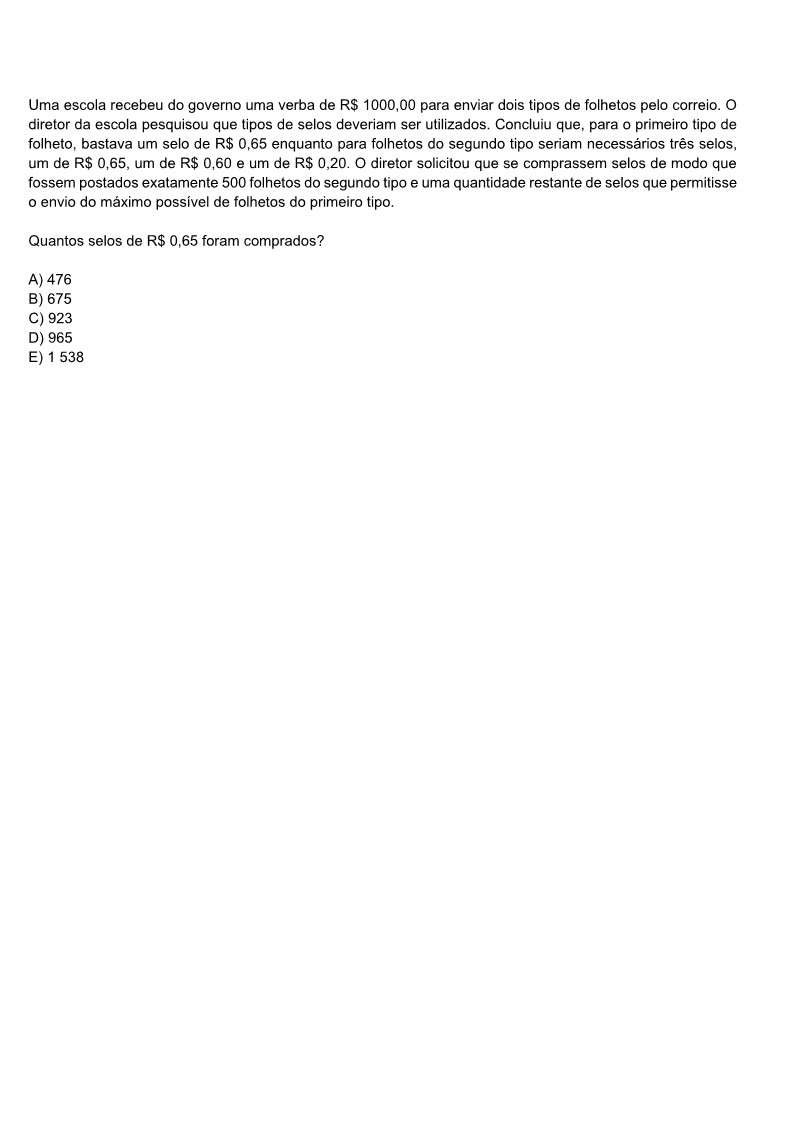 Uma escola recebeu do governo uma verba de R$ 1000,00 para enviar dois tipos de folhetos pelo correio. O
diretor da escola pesquisou que tipos de selos deveriam ser utilizados. Concluiu que, para o primeiro tipo de
folheto, bastava um selo de R$ 0,65 enquanto para folhetos do segundo tipo seriam necessários três selos,
um de R$ 0,65, um de R$ 0,60 e um de R$ 0,20. O diretor solicitou que se comprassem selos de modo que
fossem postados exatamente 500 folhetos do segundo tipo e uma quantidade restante de selos que permitisse
o envio do máximo possível de folhetos do primeiro tipo.
Quantos selos de R$ 0,65 foram comprados?
A) 476
B) 675
C) 923
D) 965
E) 1 538